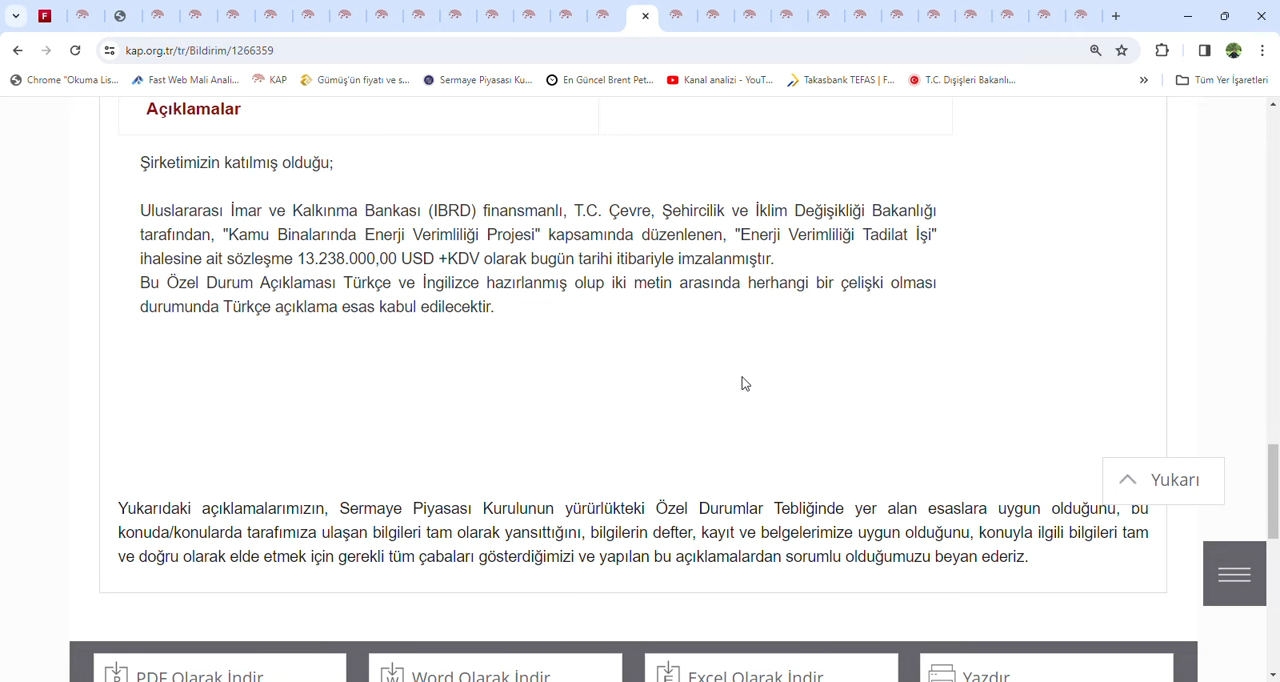 kap.org.tr/tr/Bildirim/1266359
Chrome "Okuma Lis... Fast Web Mali Anali... KAP Gümüş'ün fiyatı ve s... Sermaye Piyasası Ku... En Güncel Brent Pet... Kanal analizi - YouT... Takasbank TEFAS | F... T.C. Dışişleri Bakanlı... » Tüm Yer İşaretleri
Açıklamalar
Şirketimizin katılmış olduğu;
Uluslararası İmar ve Kalkınma Bankası (IBRD) finansmanlı, T.C. Çevre, Şehircilik ve İklim Değişikliği Bakanlığı
tarafından, "Kamu Binalarında Enerji Verimliliği Projesi" kapsamında düzenlenen, "Enerji Verimliliği Tadilat İşi"
ihalesine ait sözleşme 13.238.000,00 USD +KDV olarak bugün tarihi itibariyle imzalanmıştır.
Bu Özel Durum Açıklaması Türkçe ve İngilizce hazırlanmış olup iki metin arasında herhangi bir çelişki olması
durumunda Türkçe açıklama esas kabul edilecektir.
Yukarı
Yukarıdaki açıklamalarımızın, Sermaye Piyasası Kurulunun yürürlükteki Özel Durumlar Tebliğinde yer alan esaslara uygun olduğunu, bu
konuda/konularda tarafımıza ulaşan bilgileri tam olarak yansıttığını, bilgilerin defter, kayıt ve belgelerimize uygun olduğunu, konuyla ilgili bilgileri tam
ve doğru olarak elde etmek için gerekli tüm çabaları gösterdiğimizi ve yapılan bu açıklamalardan sorumlu olduğumuzu beyan ederiz.
PDF Olarak İndir Word Olarak İndir Excel Olarak İndir Yazdır